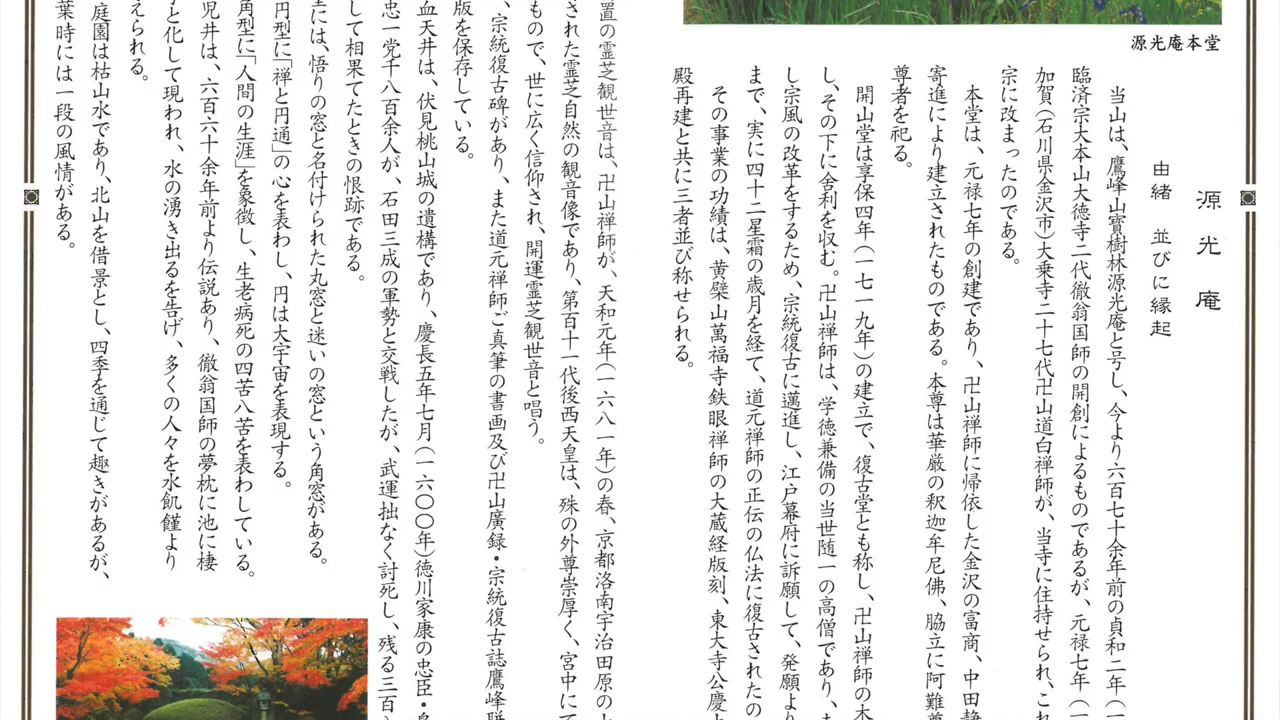 源光庵本堂
源光庵
由緒 並びに縁起
当山は、鷹峰山寶樹林源光庵と号し、今より六百七十余年前の貞和二年(一
臨済宗大本山大徳寺二代徹翁国師の開創によるものであるが、元禄七年(一
加賀(石川県金沢市)大乗寺二十七代卍山道白禅師が、当寺に住持せられ、これ
宗に改まったのである。
本堂は、元禄七年の創建であり、卍山禅師に帰依した金沢の富商、中田静
寄進により建立されたものである。本尊は華厳の釈迦牟尼佛、脇立に阿難尊
尊者を祀る。
開山堂は享保四年(一七一九年)の建立で、復古堂とも称し、卍山禅師の木
し、その下に舎利を収む。卍山禅師は、学徳兼備の当世随一の高僧であり、
し宗風の改革をするため、宗統復古に邁進し、江戸幕府に訴願して、発願より
まで、実に四十二星霜の歳月を経て、道元禅師の正伝の仏法に復古されたの
その事業の功績は、黄檗山萬福寺鉄眼禅師の大蔵経版刻、東大寺公慶上
殿再建と共に三者並び称せられる。
置の霊芝観世音は、卍山禅師が、天和元年(一六八一年)の春、京都洛南宇治田原の
された霊芝自然の観音像であり、第百十一代後西天皇は、殊の外尊崇厚く、宮中にて
もので、世に広く信仰され、開運霊芝観世音と唱う。
、宗統復古碑があり、また道元禅師ご真筆の書画及び卍山廣録・宗統復古誌鷹峰聯
版を保存している。
血天井は、伏見桃山城の遺構であり、慶長五年七月(一六〇〇年)徳川家康の忠臣・鳥
忠一党千八百余人が、石田三成の軍勢と交戦したが、武運拙なく討死し、残る三百
して相果てたときの恨跡である。
には、悟りの窓と名付けられた丸窓と迷いの窓という角窓がある。
円型に「禅と円通」の心を表わし、円は大宇宙を表現する。
角型に「人間の生涯」を象徴し、生老病死の四苦八苦を表わしている。
児井は、六百六十余年前より伝説あり、徹翁国師の夢枕に池に棲
と化して現われ、水の湧き出るを告げ、多くの人々を水飢饉より
えられる。
庭園は枯山水であり、北山を借景とし、四季を通じて趣きがあるが、
葉時には一段の風情がある。